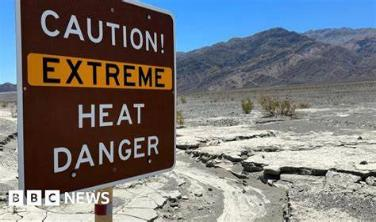 CAUTION!
EXTREME
HEAT
DANGER
BBC NEWS